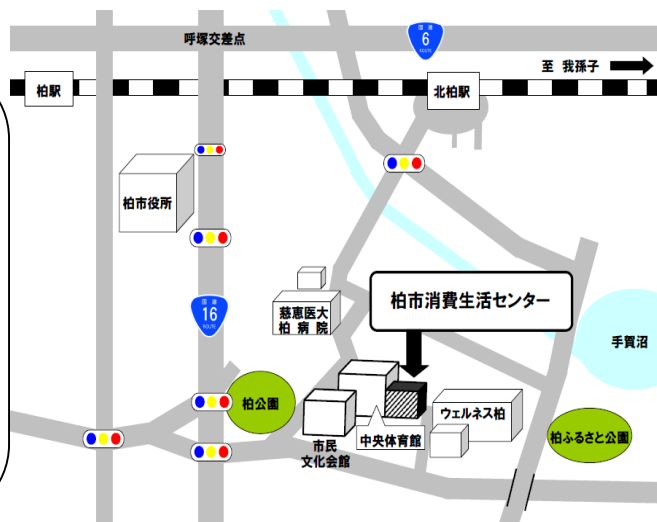 呼塚交差点
国道
6
ROUTE
至 我孫子
柏駅
北柏駅
柏市役所
国道
16
ROUTE
慈恵医大
柏 病 院
柏市消費生活センター
手賀沼
柏公園
市民
文化会館
中央体育館
ウェルネス柏
柏ふるさと公園